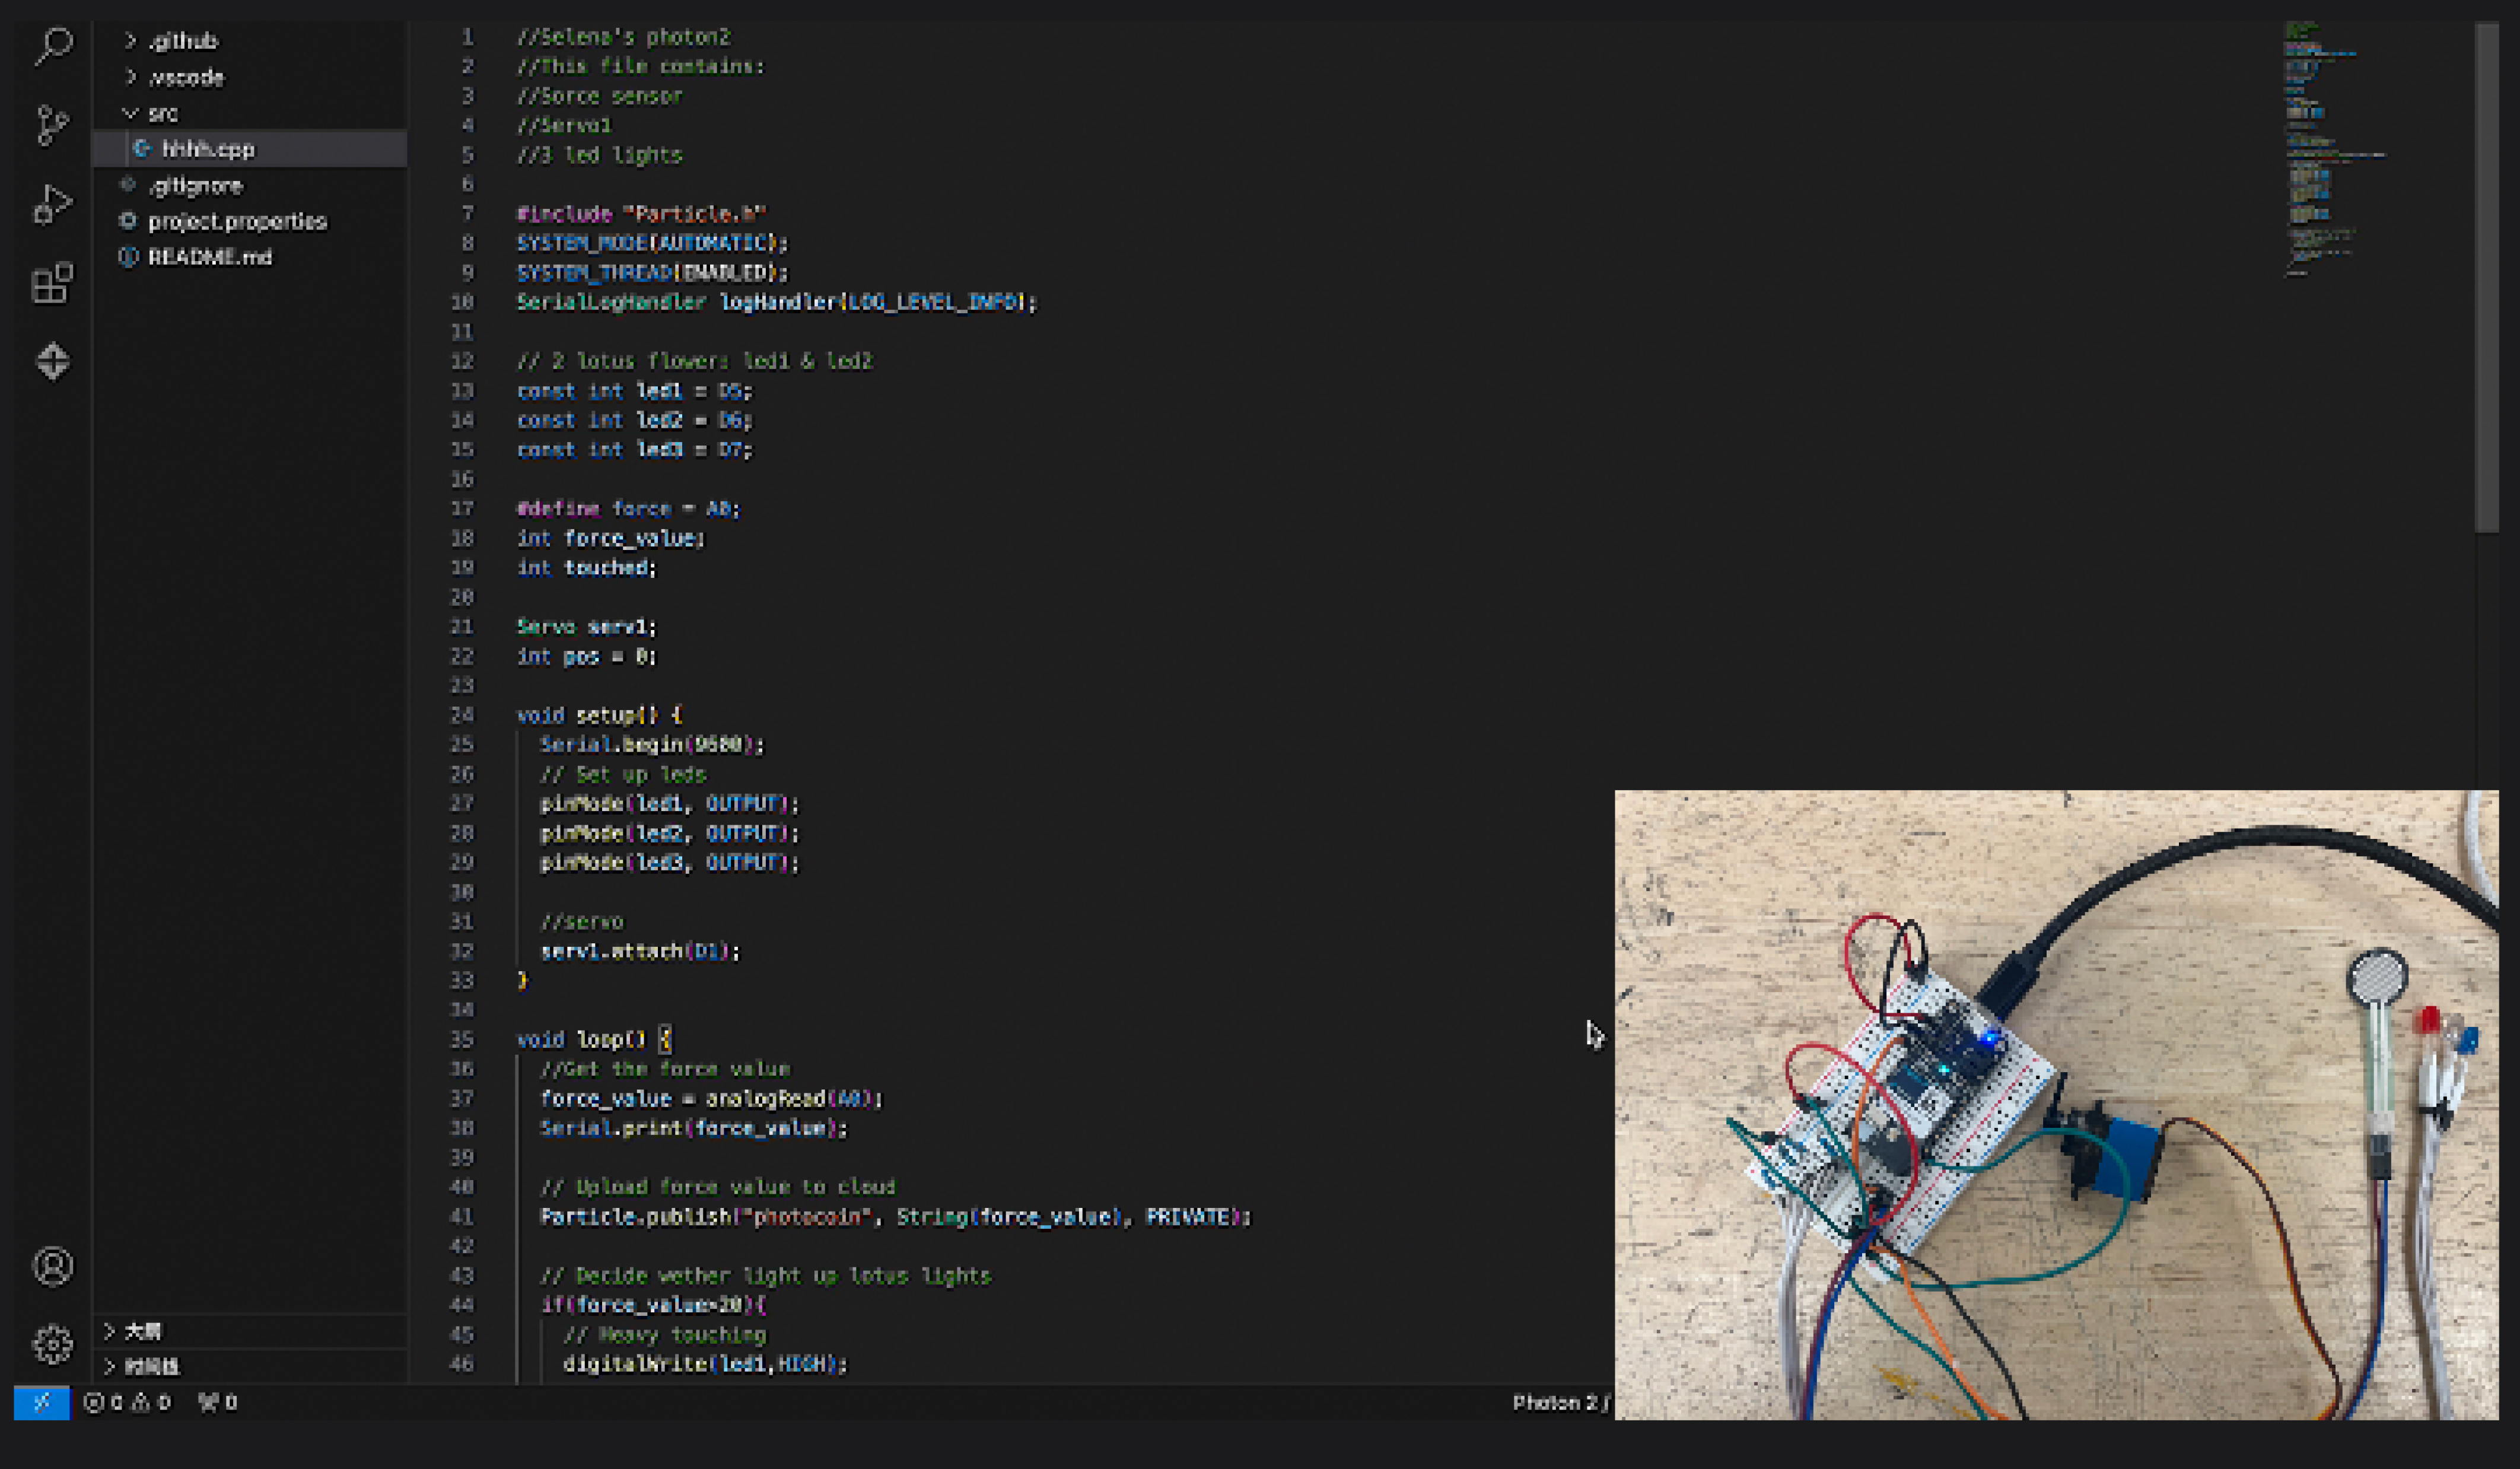 .github
.vscode
src
hhhh.cpp
.gitignore
project.properties
README.md
大纲
时间线
0 0 0
1 //Selena's photon2
2 //This file contains:
3 //Sorce sensor
4 //Servo1
5 //3 led lights
6
7 #include "Particle.h"
8 SYSTEM_MODE(AUTOMATIC);
9 SYSTEM_THREAD(ENABLED);
10 SerialLogHandler logHandler(LOG_LEVEL_INFO);
11
12 // 2 lotus flower: led1 & led2
13 const int led1 = D5;
14 const int led2 = D6;
15 const int led3 = D7;
16
17 #define force = A0;
18 int force_value;
19 int touched;
20
21 Servo serv1;
22 int pos = 0;
23
24 void setup() {
25 Serial.begin(9600);
26 // Set up leds
27 pinMode(led1, OUTPUT);
28 pinMode(led2, OUTPUT);
29 pinMode(led3, OUTPUT);
30
31 //servo
32 serv1.attach(D1);
33 }
34
35 void loop() {
36 //Get the force value
37 force_value = analogRead(A0);
38 Serial.print(force_value);
39
40 // Upload force value to cloud
41 Particle.publish("photocoin", String(force_value), PRIVATE);
42
43 // Decide wether light up lotus lights
44 if(force_value>20){
45 // Heavy touching
46 digitalWrite(led1,HIGH);
Photon 2 /